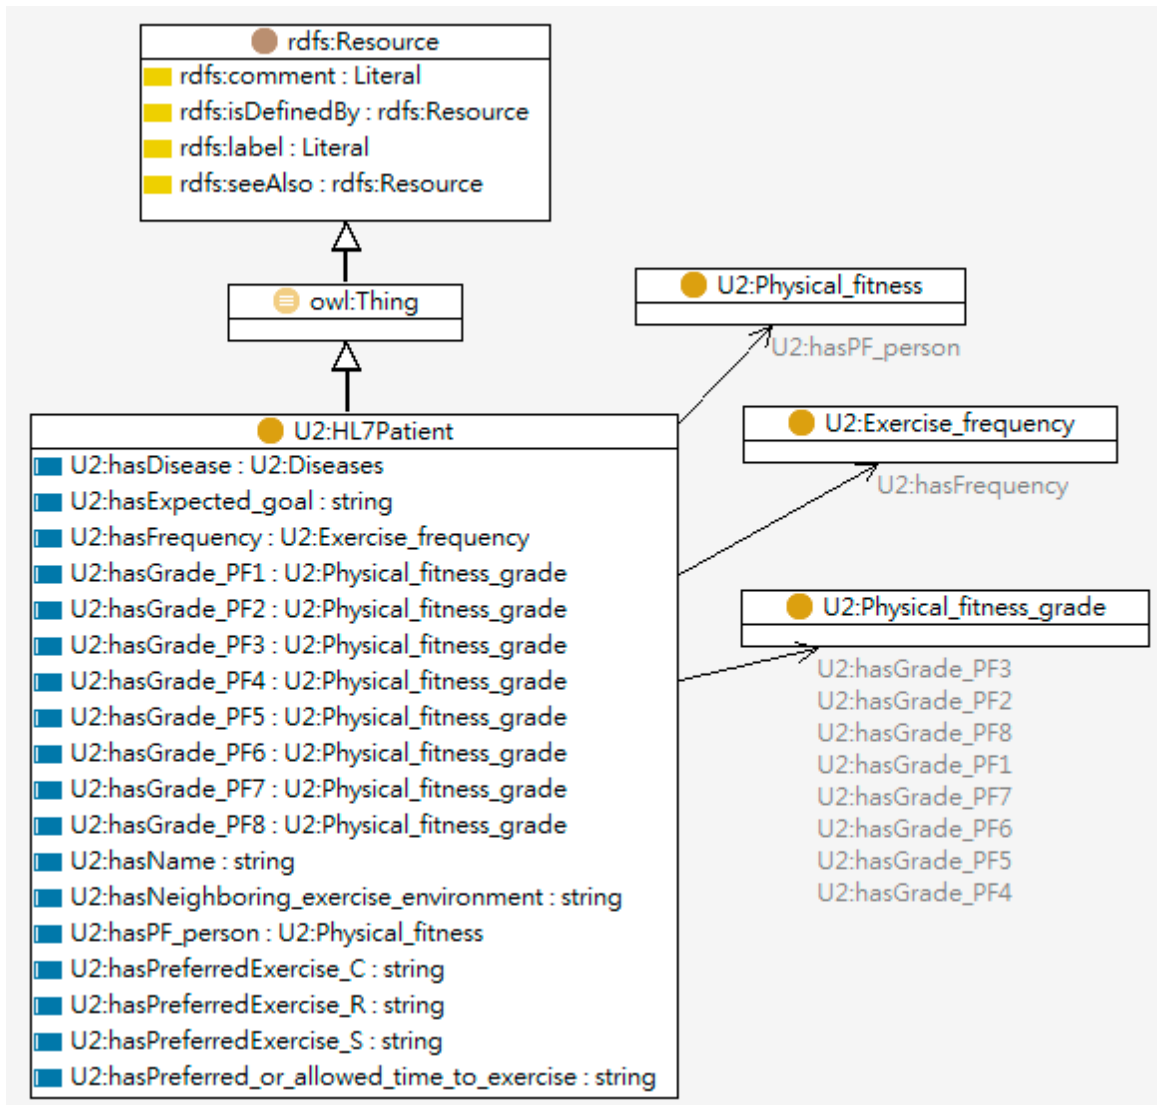 rdfs:Resource
rdfs:comment : Literal
rdfs:isDefinedBy : rdfs:Resource
rdfs:label : Literal
rdfs:seeAlso : rdfs:Resource
owl:Thing
U2:Physical_fitness
U2:hasPF_person
U2:Exercise_frequency
U2:hasFrequency
U2:Physical_fitness_grade
U2:hasGrade_PF3
U2:hasGrade_PF2
U2:hasGrade_PF8
U2:hasGrade_PF1
U2:hasGrade_PF7
U2:hasGrade_PF6
U2:hasGrade_PF5
U2:hasGrade_PF4
U2:HL7Patient
U2:hasDisease : U2:Diseases
U2:hasExpected_goal : string
U2:hasFrequency : U2:Exercise_frequency
U2:hasGrade_PF1 : U2:Physical_fitness_grade
U2:hasGrade_PF2 : U2:Physical_fitness_grade
U2:hasGrade_PF3 : U2:Physical_fitness_grade
U2:hasGrade_PF4 : U2:Physical_fitness_grade
U2:hasGrade_PF5 : U2:Physical_fitness_grade
U2:hasGrade_PF6 : U2:Physical_fitness_grade
U2:hasGrade_PF7 : U2:Physical_fitness_grade
U2:hasGrade_PF8 : U2:Physical_fitness_grade
U2:hasName : string
U2:hasNeighboring_exercise_environment : string
U2:hasPF_person : U2:Physical_fitness
U2:hasPreferredExercise_C : string
U2:hasPreferredExercise_R : string
U2:hasPreferredExercise_S : string
U2:hasPreferred_or_allowed_time_to_exercise : string